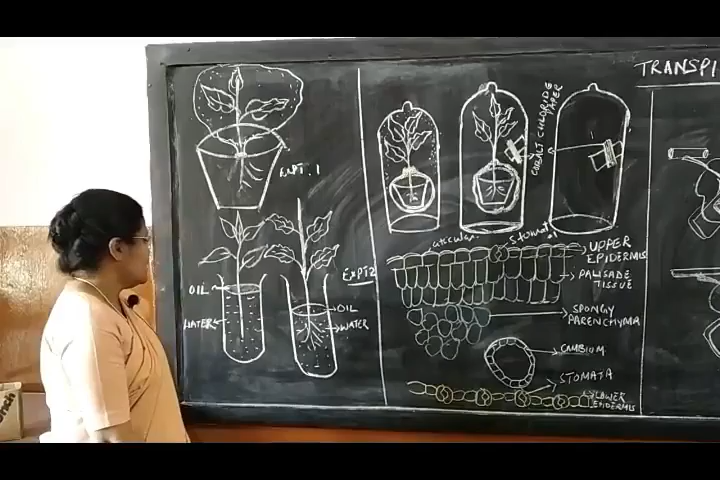 TRANSPI
EXPT. 1
COBALT CHLORIDE
PAPER
EXPT 2
OIL
WATER
OIL
WATER
STOMATA
UPPER
EPIDERMIS
PALISADE
TISSUE
SPONGY
PARENCHYMA
CAMBIUM
STOMATA
LOWER
EPIDERMIS